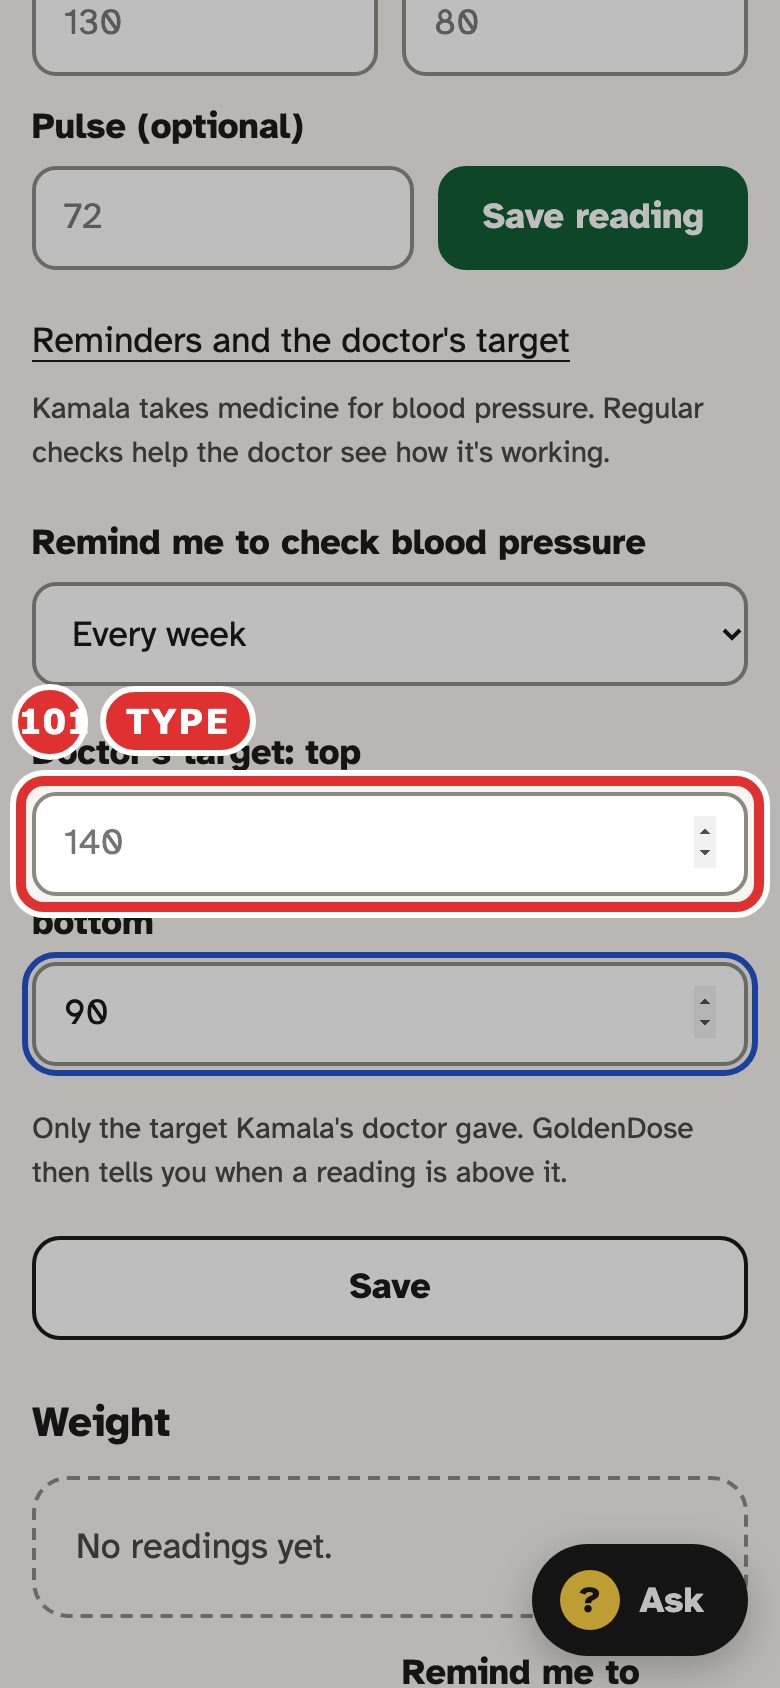 130
80
Pulse (optional)
72
Save reading
Reminders and the doctor's target
Kamala takes medicine for blood pressure. Regular
checks help the doctor see how it's working.
Remind me to check blood pressure
Every week
101
TYPE
Doctor's target: top
140
bottom
90
Only the target Kamala's doctor gave. GoldenDose
then tells you when a reading is above it.
Save
Weight
No readings yet.
? Ask
Remind me to